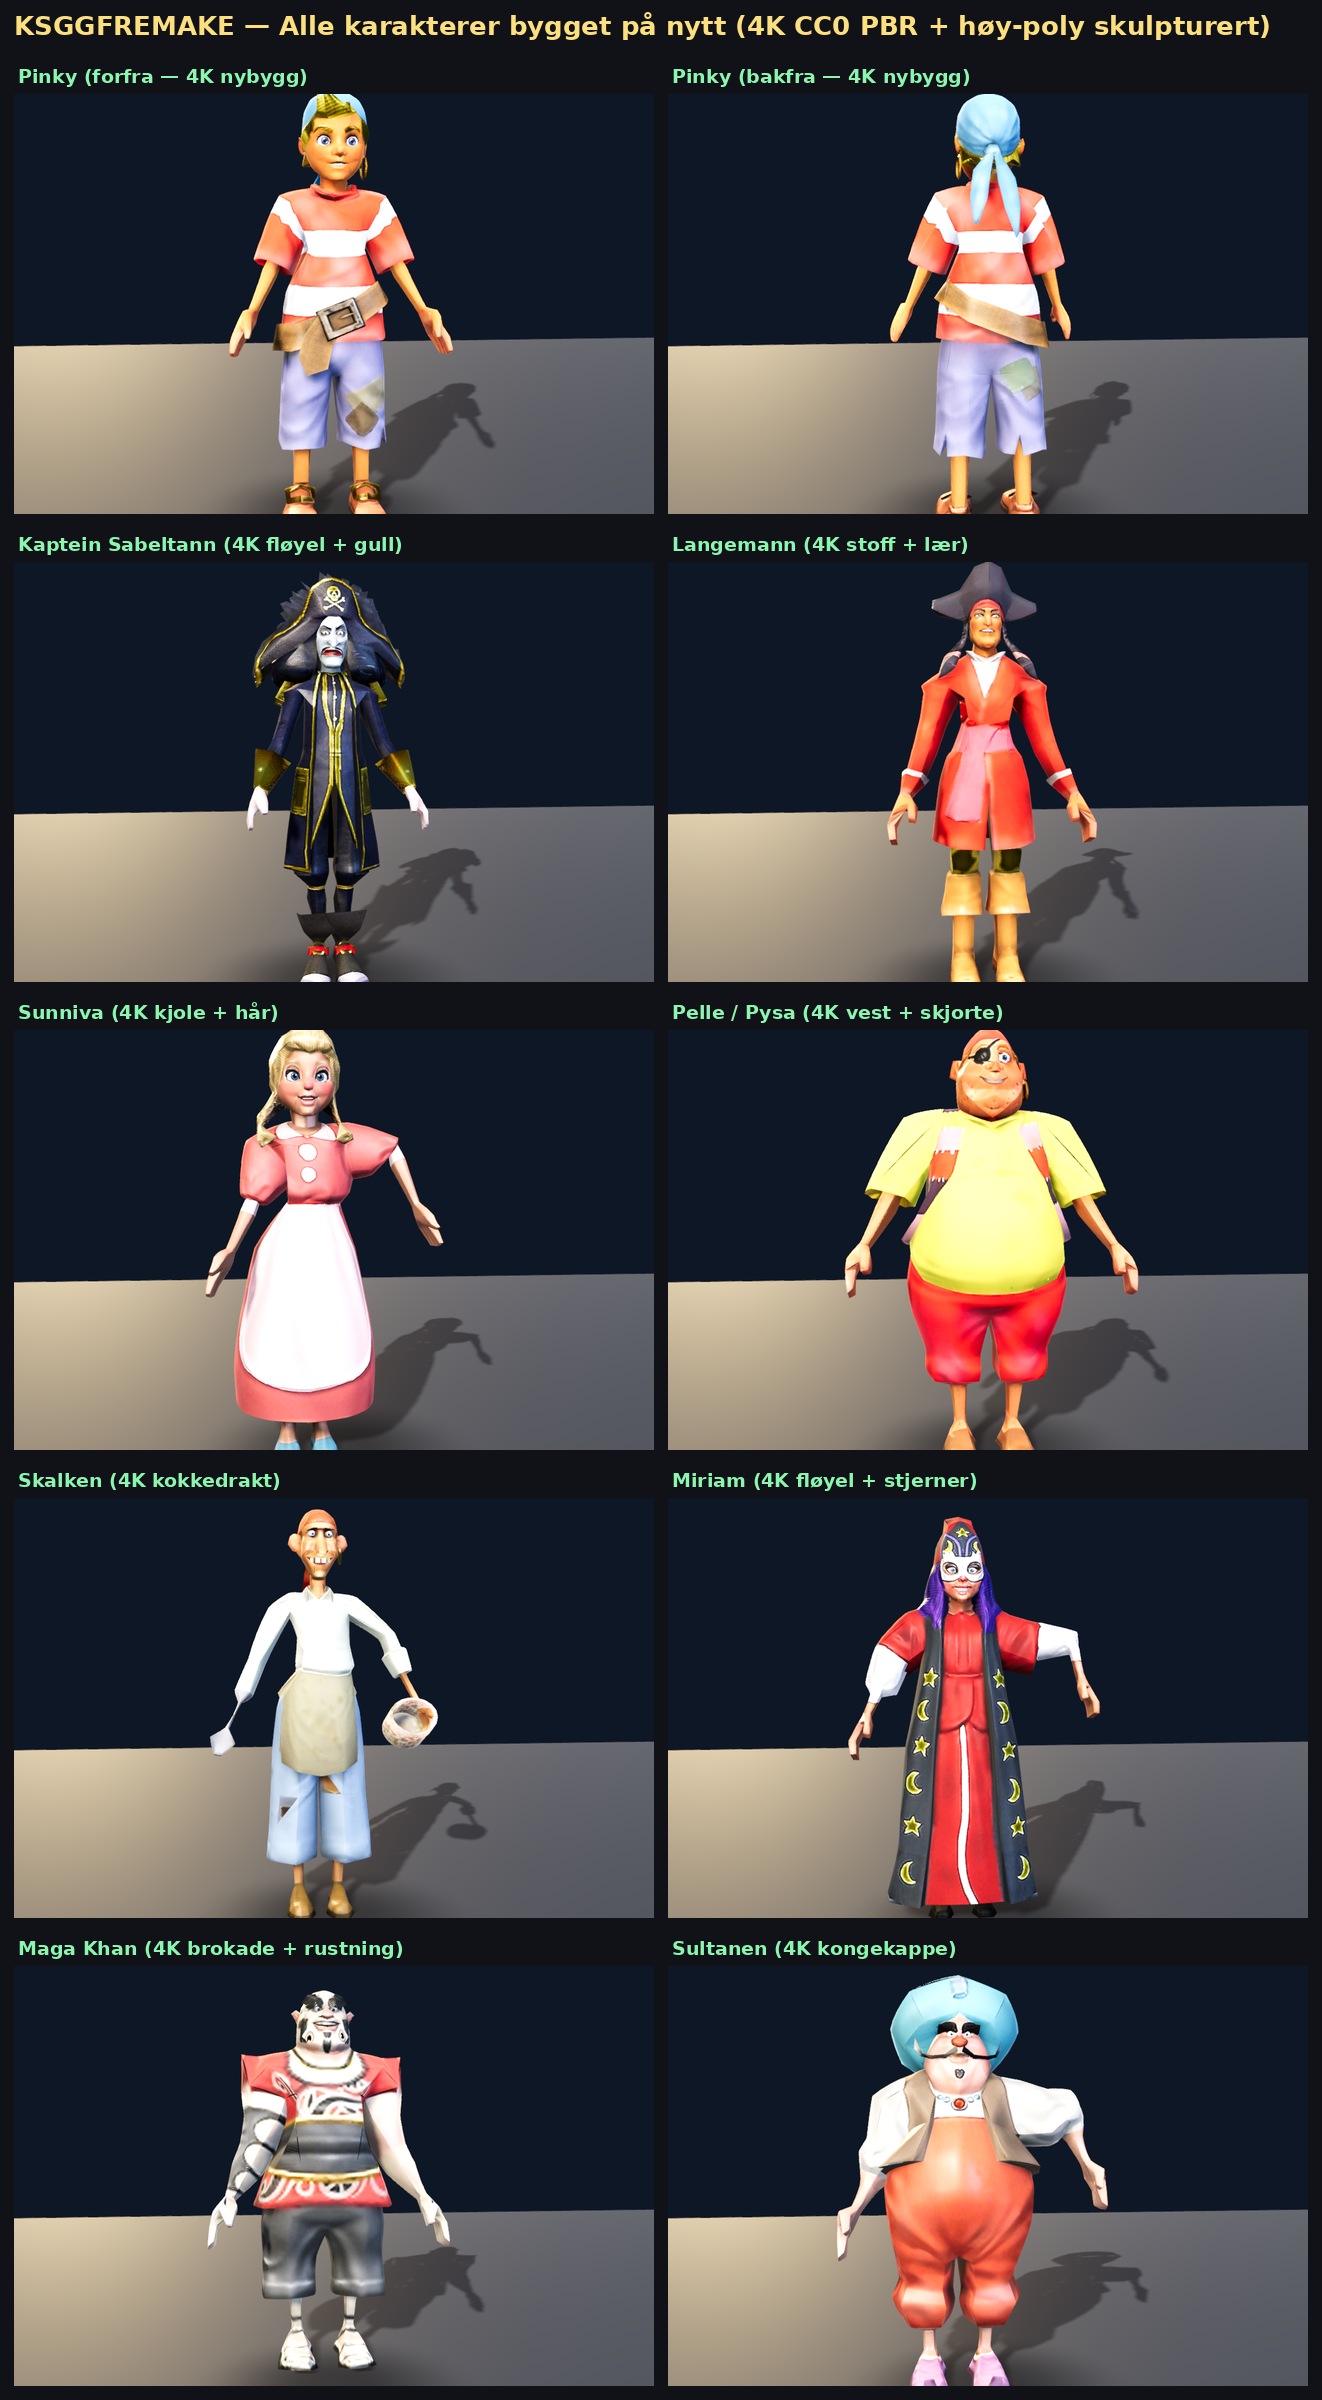 KSGGFREMAKE — Alle karakterer bygget på nytt (4K CC0 PBR + høy-poly skulpturert)
Pinky (forfra — 4K nybygg)
Pinky (bakfra — 4K nybygg)
Kaptein Sabeltann (4K fløyel + gull)
Langemann (4K stoff + lær)
Sunniva (4K kjole + hår)
Pelle / Pysa (4K vest + skjorte)
Skalken (4K kokkedrakt)
Miriam (4K fløyel + stjerner)
Maga Khan (4K brokade + rustning)
Sultanen (4K kongekappe)